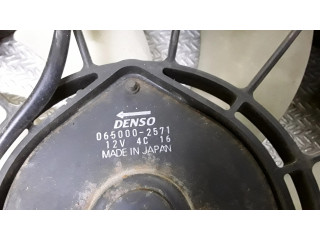 DENSO
065000-2571
12V 4C 16
MADE IN JAPAN